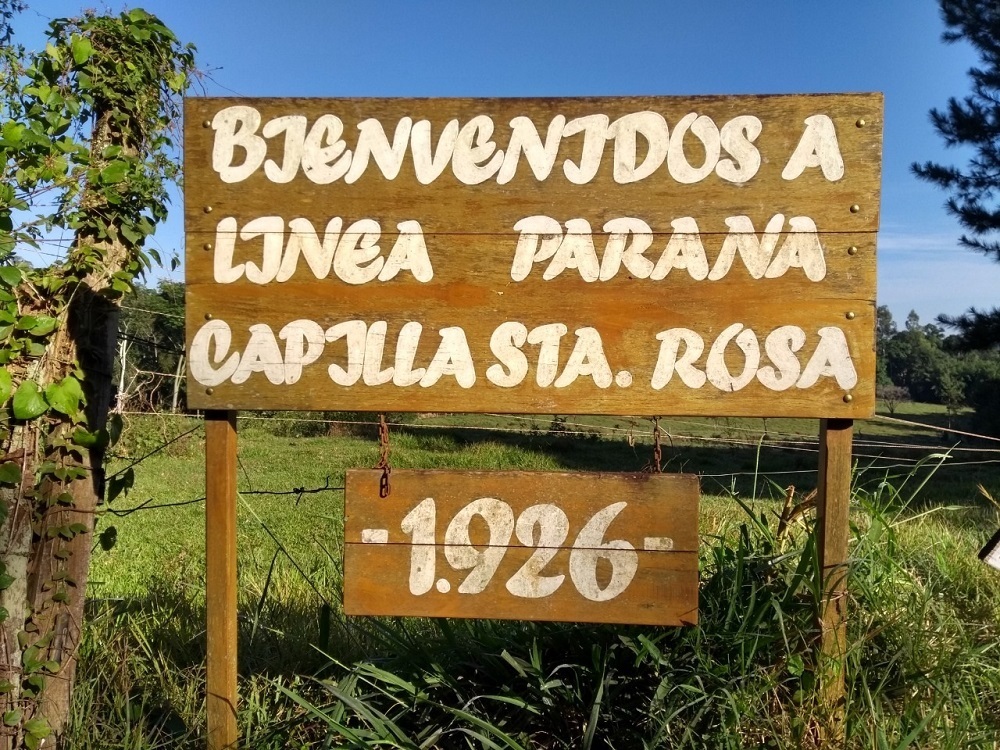 BIENVENIDOS A
LINEA PARANA
CAPILLA STA. ROSA
-1.926-